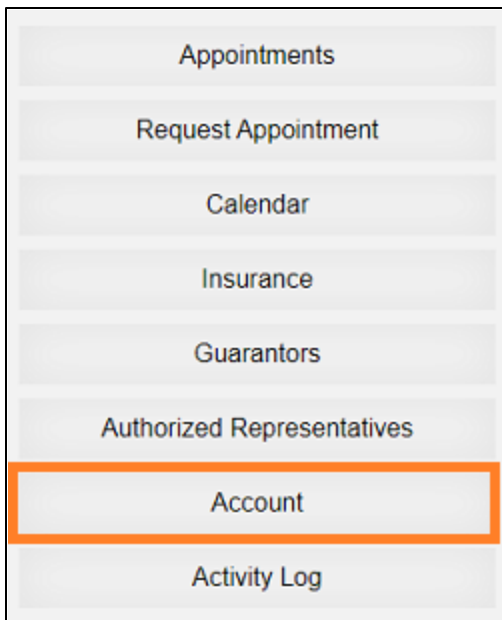 Appointments
Request Appointment
Calendar
Insurance
Guarantors
Authorized Representatives
Account
Activity Log